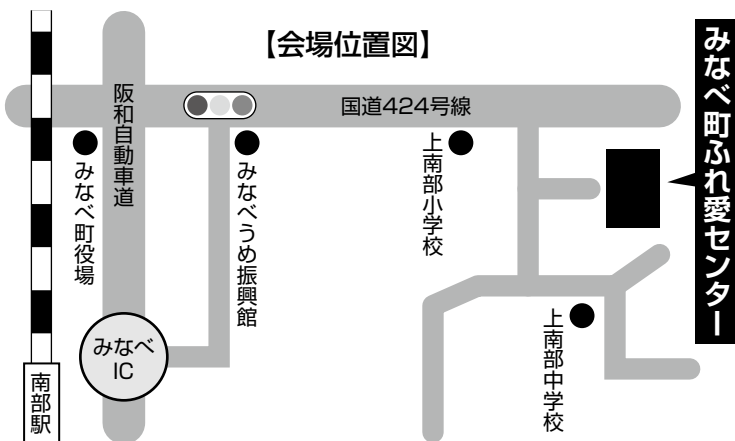 【会場位置図】
国道424号線
阪和自動車道
みなべ町役場
みなべうめ振興館
上南部小学校
みなべ町ふれ愛センター
上南部中学校
みなべ
IC
南部駅